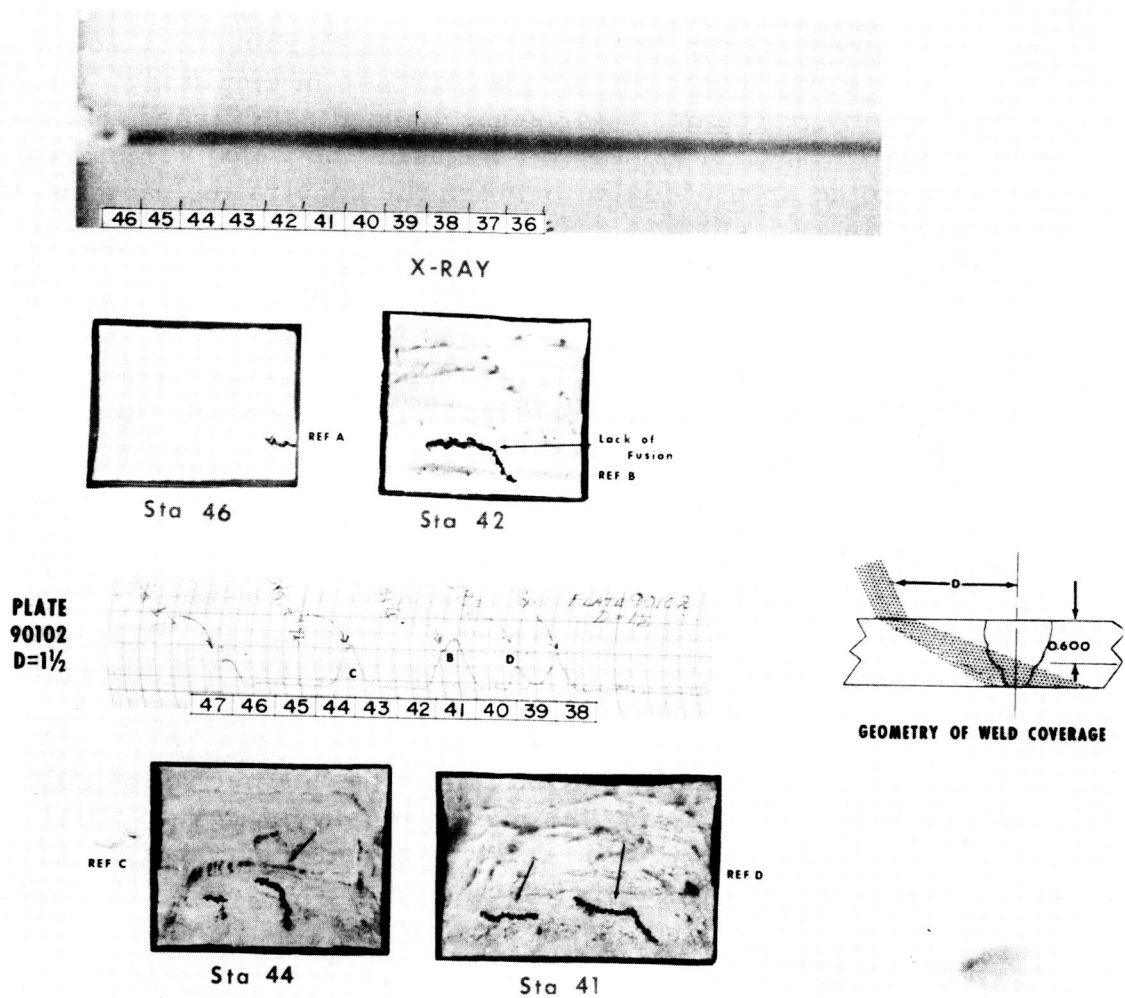 46 45 44 43 42 41 40 39 38 37 36
X-RAY
REF A
Lack of
Fusion
REF B
Sta 46
Sta 42
PLATE
90102
D=1½
C
B
D
47 46 45 44 43 42 41 40 39 38
D
0.600
GEOMETRY OF WELD COVERAGE
REF C
REF D
Sta 44
Sta 41